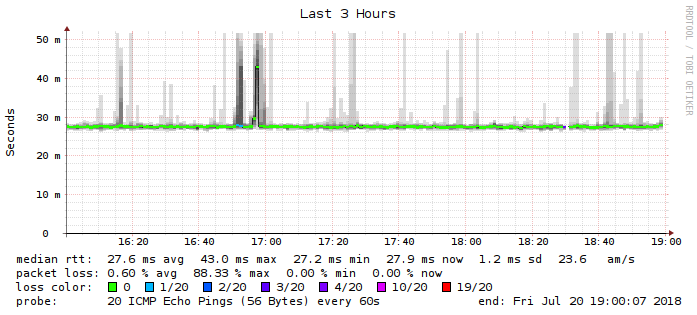 Last 3 Hours
RRDTOOL / TOBI OETIKER
Seconds
50 m
40 m
30 m
20 m
10 m
0
16:20 16:40 17:00 17:20 17:40 18:00 18:20 18:40 19:00
median rtt: 27.6 ms avg 43.0 ms max 27.2 ms min 27.9 ms now 1.2 ms sd 23.6 am/s
packet loss: 0.60 % avg 88.33 % max 0.00 % min 0.00 % now
loss color: 0 1/20 2/20 3/20 4/20 10/20 19/20
probe: 20 ICMP Echo Pings (56 Bytes) every 60s end: Fri Jul 20 19:00:07 2018